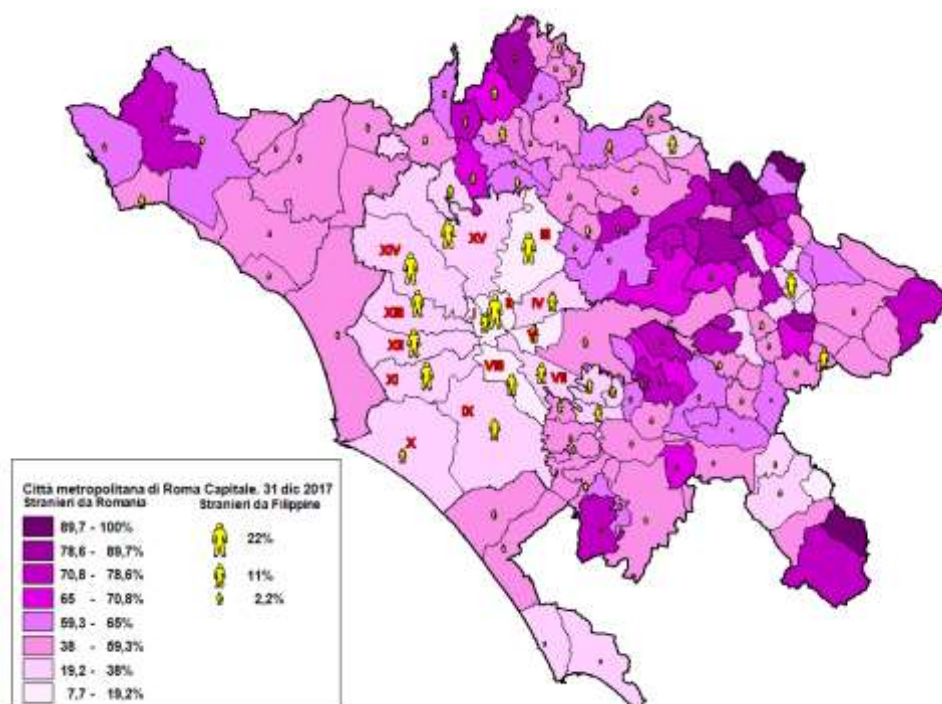 III
XV
XIV
II
IV
XIII
V
XII
VIII
VII
XI
IX
X
Città metropolitana di Roma Capitale. 31 dic 2017
Stranieri da Romania
Stranieri da Filippine
89,7 - 100%
78,6 - 89,7%
70,8 - 78,6%
65 - 70,8%
59,3 - 65%
38 - 59,3%
19,2 - 38%
7,7 - 19,2%
22%
11%
2,2%